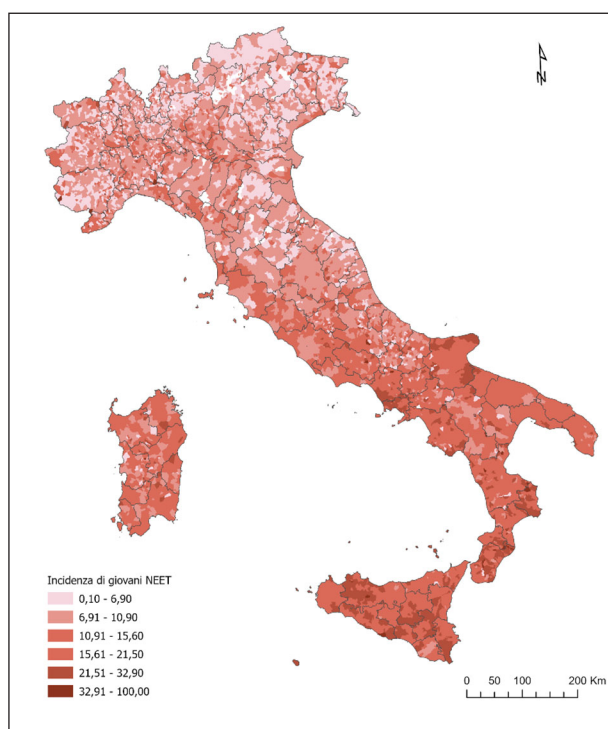 N
Incidenza di giovani NEET
0,10 - 6,90
6,91 - 10,90
10,91 - 15,60
15,61 - 21,50
21,51 - 32,90
32,91 - 100,00
0 50 100 200 Km